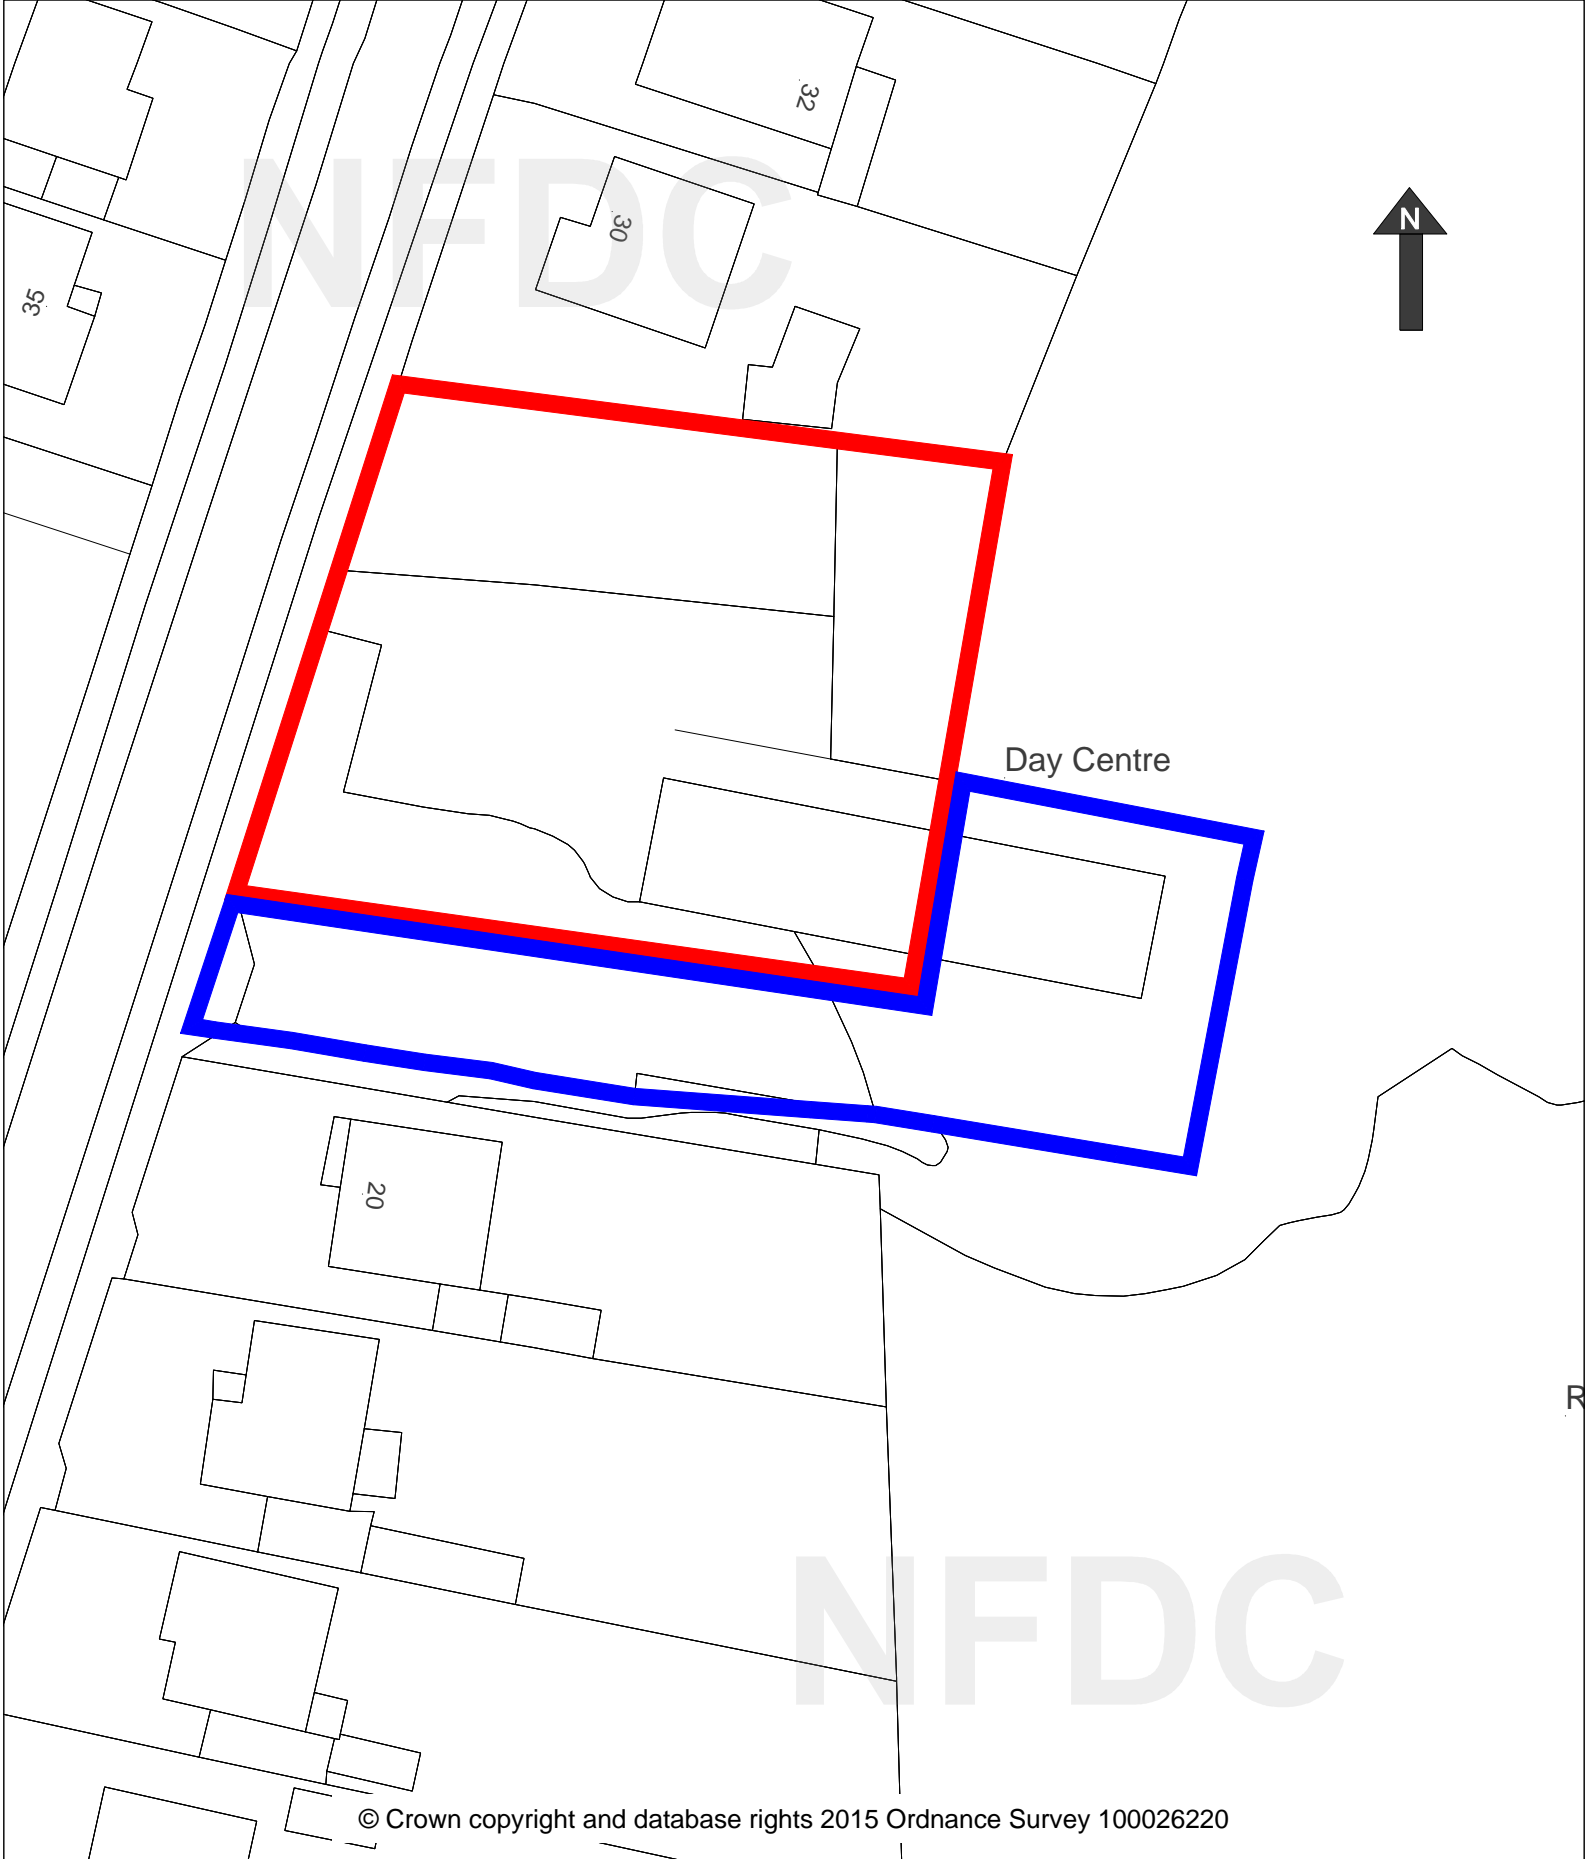 32
NFDC
30
N
35
Day Centre
20
R
NFDC
© Crown copyright and database rights 2015 Ordnance Survey 100026220